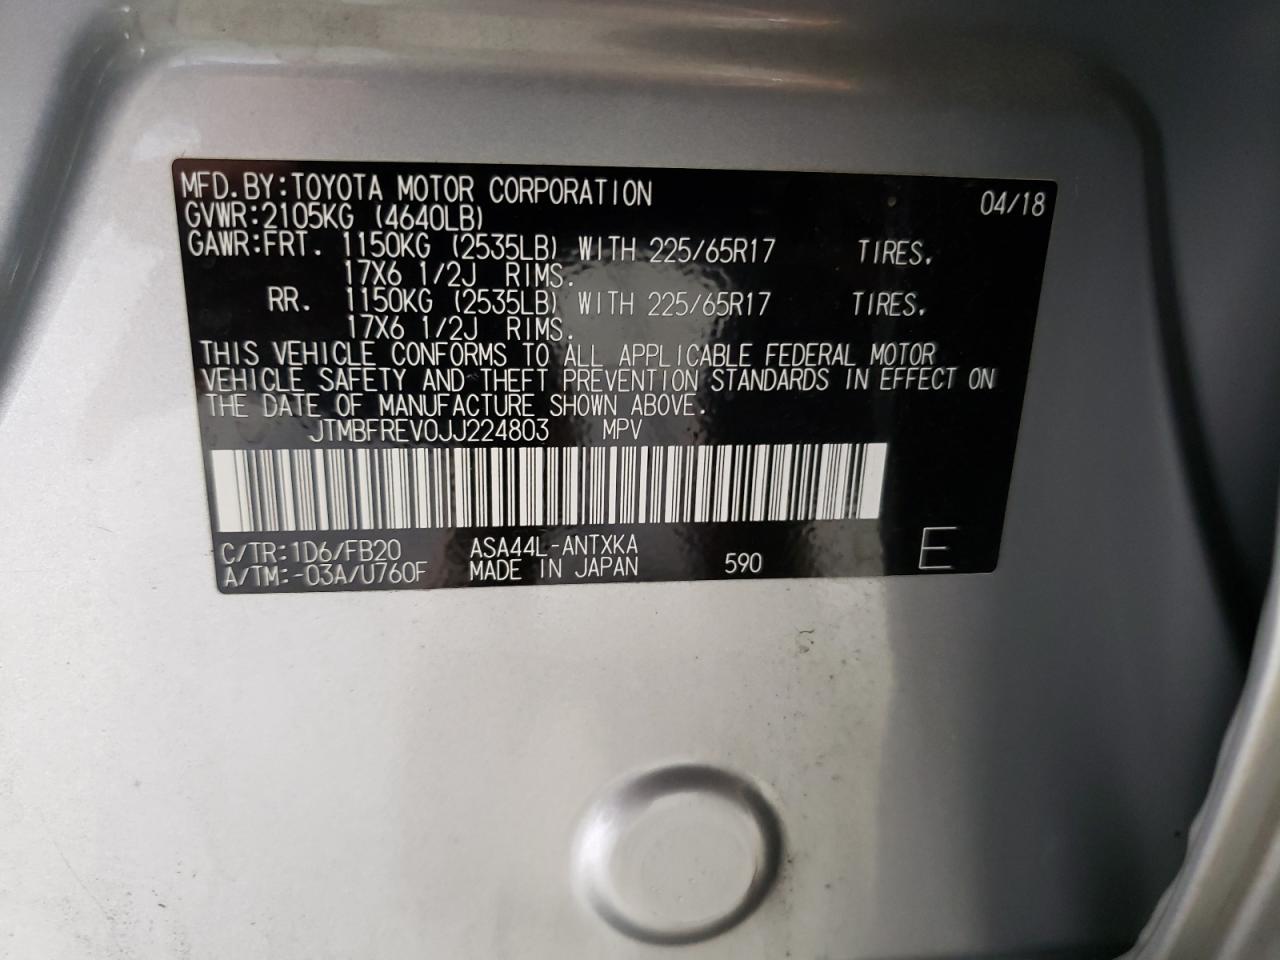 MFD.BY:TOYOTA MOTOR CORPORATION 04/18
GVWR:2105KG (4640LB)
GAWR:FRT. 1150KG (2535LB) WITH 225/65R17 TIRES,
17X6 1/2J RIMS.
RR. 1150KG (2535LB) WITH 225/65R17 TIRES,
17X6 1/2J RIMS.
THIS VEHICLE CONFORMS TO ALL APPLICABLE FEDERAL MOTOR
VEHICLE SAFETY AND THEFT PREVENTION STANDARDS IN EFFECT ON
THE DATE OF MANUFACTURE SHOWN ABOVE.
JTMBFREV0JJ224803 MPV
C/TR:1D6/FB20 ASA44L-ANTXKA
A/TM:-03A/U760F MADE IN JAPAN 590 E